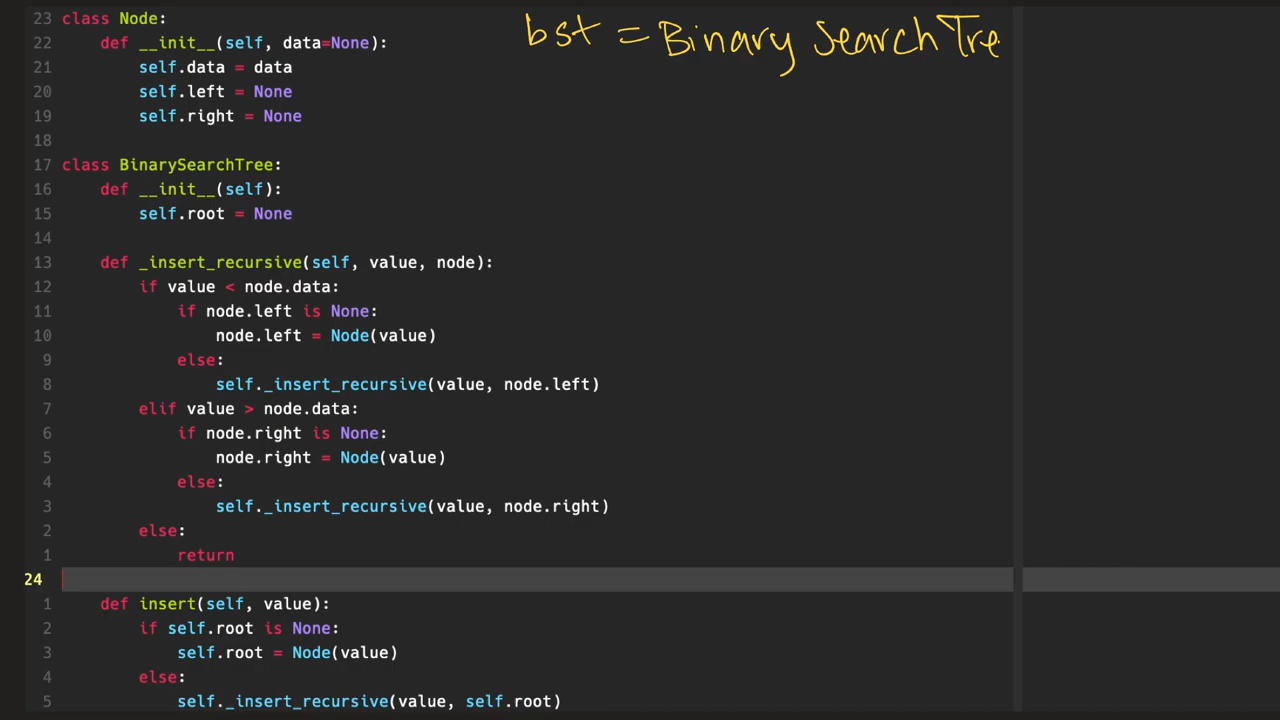 23 class Node:
22     def __init__(self, data=None):
bst = Binary SearchTre
21         self.data = data
20         self.left = None
19         self.right = None
18
17 class BinarySearchTree:
16     def __init__(self):
15         self.root = None
14
13     def _insert_recursive(self, value, node):
12         if value < node.data:
11             if node.left is None:
10                 node.left = Node(value)
9             else:
8                 self._insert_recursive(value, node.left)
7         elif value > node.data:
6             if node.right is None:
5                 node.right = Node(value)
4             else:
3                 self._insert_recursive(value, node.right)
2         else:
1             return
24
1     def insert(self, value):
2         if self.root is None:
3             self.root = Node(value)
4         else:
5             self._insert_recursive(value, self.root)